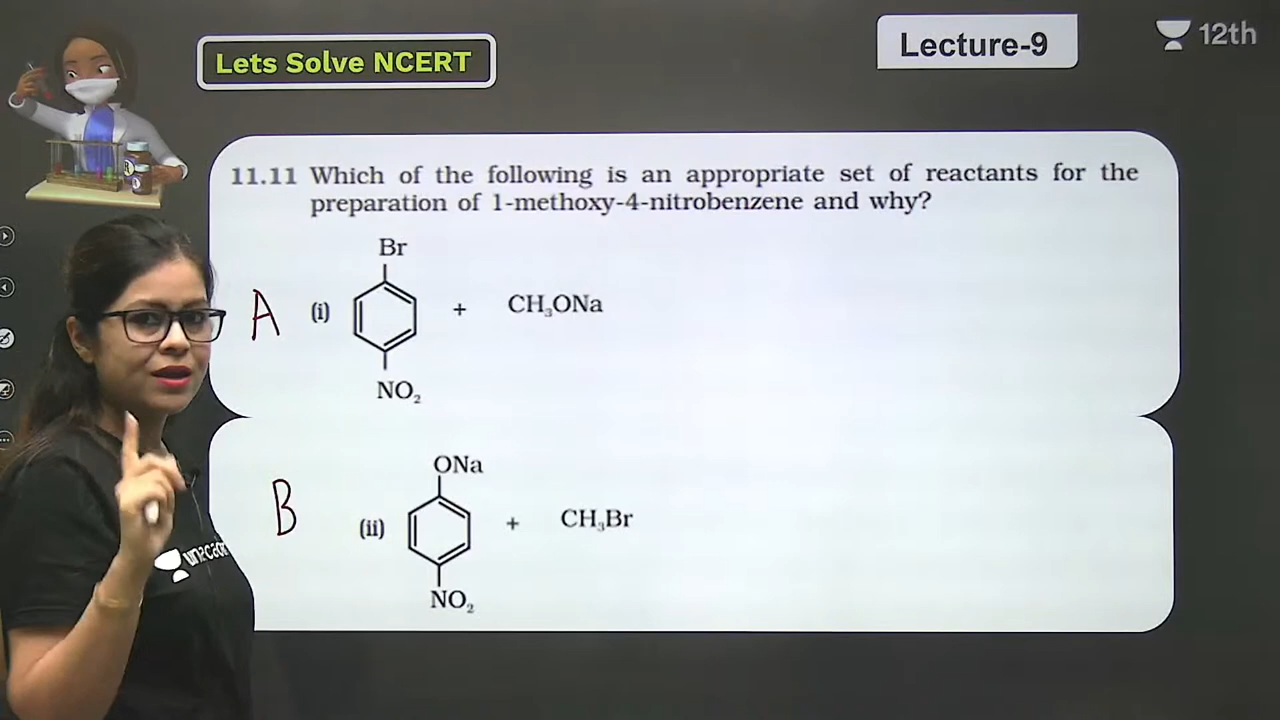 Lets Solve NCERT
Lecture-9
12th
11.11 Which of the following is an appropriate set of reactants for the
preparation of 1-methoxy-4-nitrobenzene and why?
Br
A (i) + CH₃ONa
NO₂
ONa
B (ii) + CH₃Br
NO₂